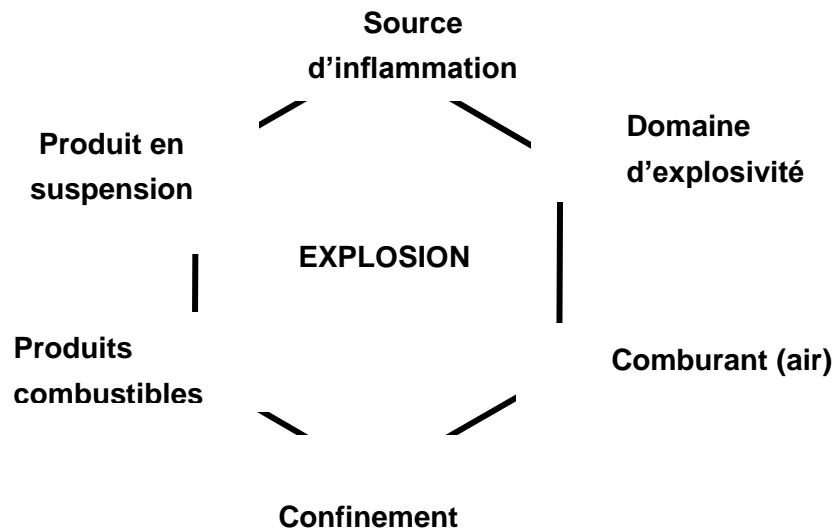 Source
d’inflammation
Domaine
d’explosivité
Produit en
suspension
EXPLOSION
Produits
combustibles
Comburant (air)
Confinement